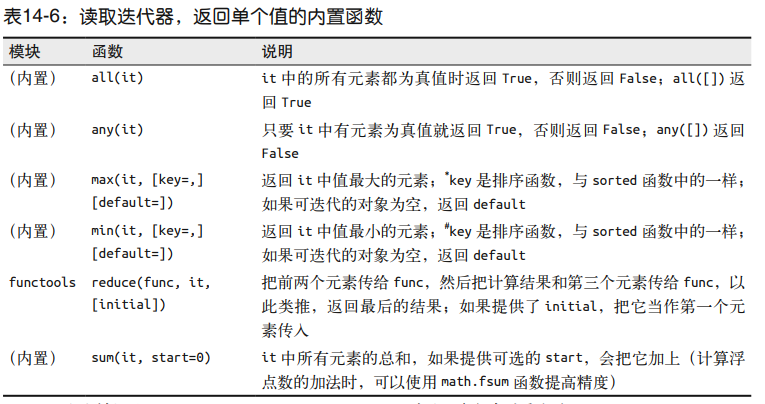 表14-6：读取迭代器，返回单个值的内置函数
模块 函数 说明
（内置） all(it) it 中的所有元素都为真值时返回 True，否则返回 False；all([]) 返
回 True
（内置） any(it) 只要 it 中有元素为真值就返回 True，否则返回 False；any([]) 返回
False
（内置） max(it, [key=,] 返回 it 中值最大的元素；*key 是排序函数，与 sorted 函数中的一样；
[default=]) 如果可迭代的对象为空，返回 default
（内置） min(it, [key=,] 返回 it 中值最小的元素；#key 是排序函数，与 sorted 函数中的一样；
[default=]) 如果可迭代的对象为空，返回 default
functools reduce(func, it, 把前两个元素传给 func，然后把计算结果和第三个元素传给 func，以
[initial]) 此类推，返回最后的结果；如果提供了 initial，把它当作第一个元
素传入
（内置） sum(it, start=0) it 中所有元素的总和，如果提供可选的 start，会把它加上（计算浮
点数的加法时，可以使用 math.fsum 函数提高精度）